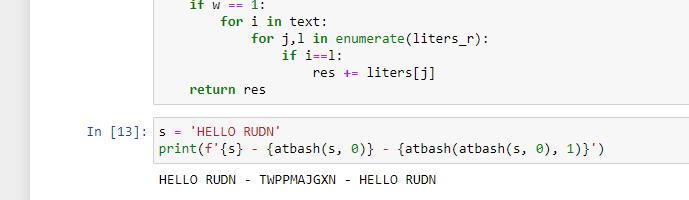 if w == 1:
for i in text:
for j,l in enumerate(liters_r):
if i==l:
res += liters[j]
return res
In [13]: s = 'HELLO RUDN'
print(f'{s} - {atbash(s, 0)} - {atbash(atbash(s, 0), 1)}')
HELLO RUDN - TWPPMAJGXN - HELLO RUDN